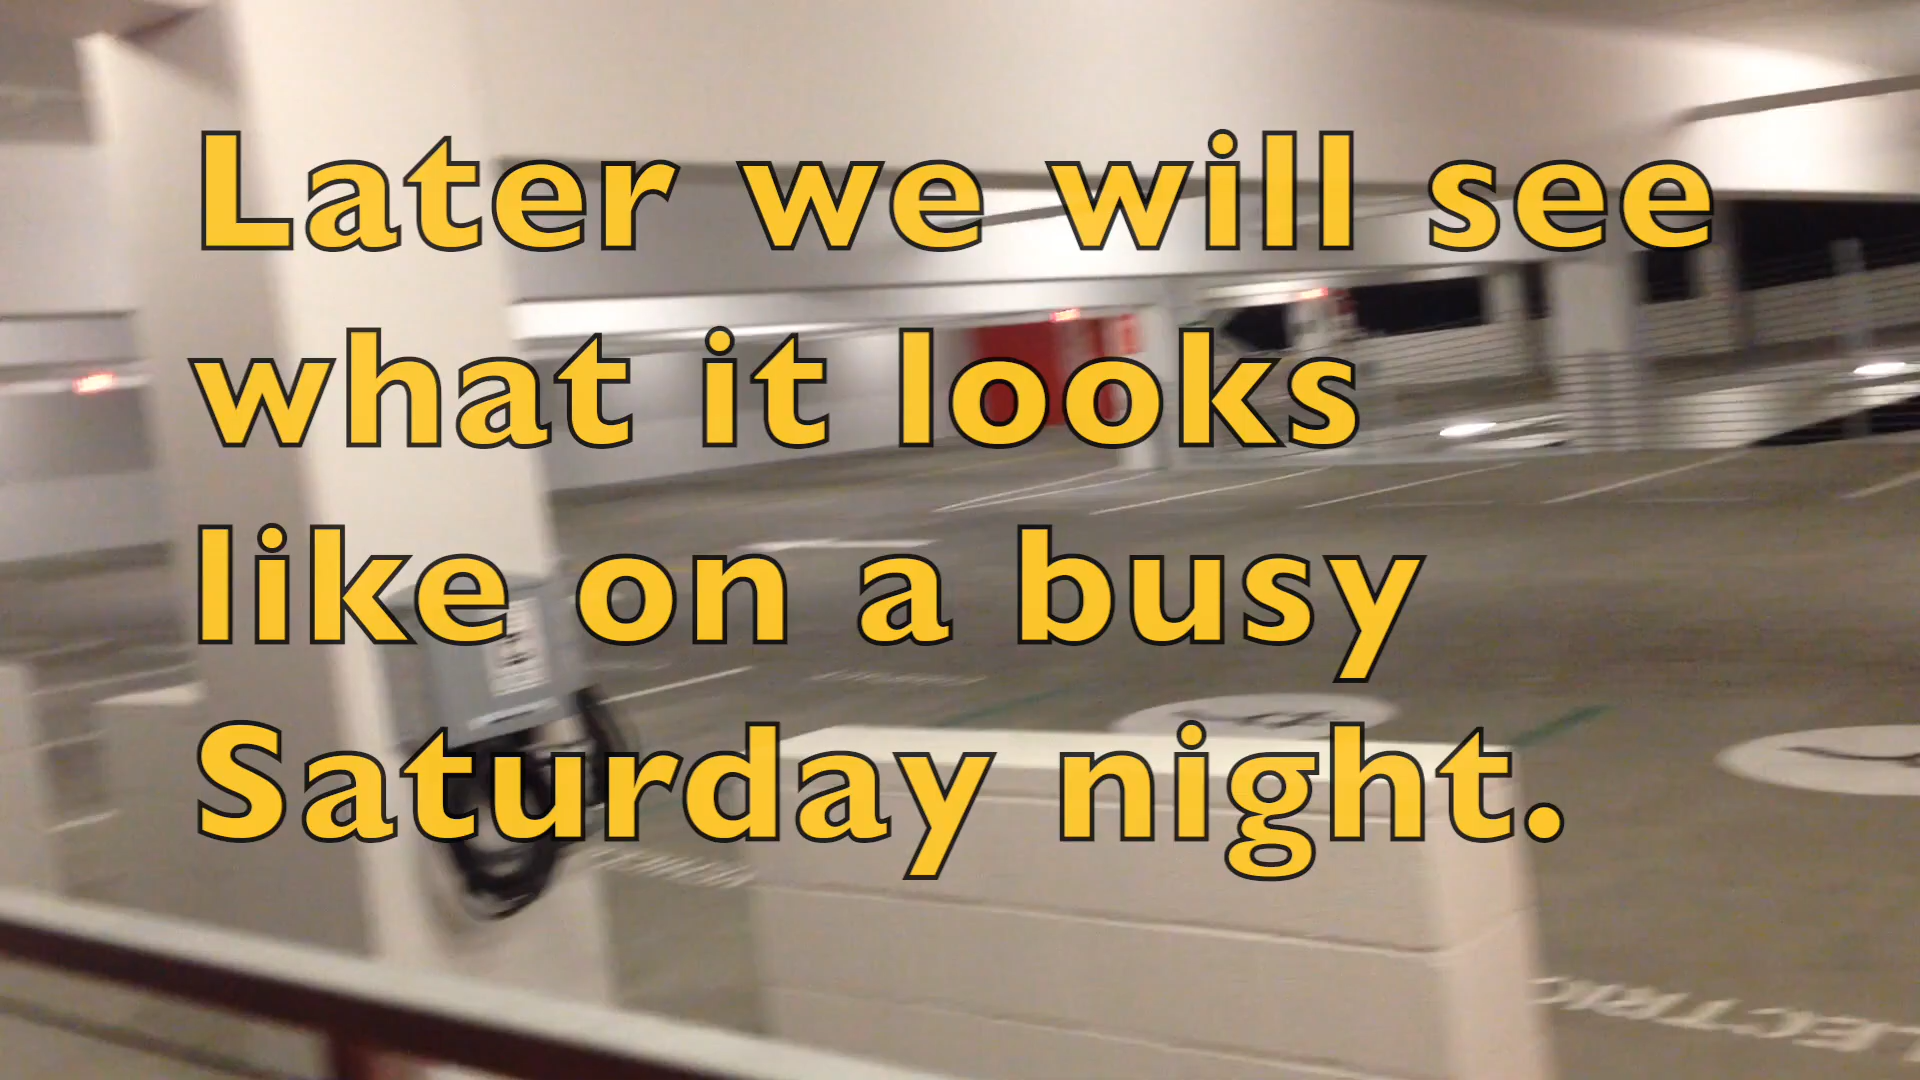 Later we will see
what it looks
like on a busy
Saturday night.